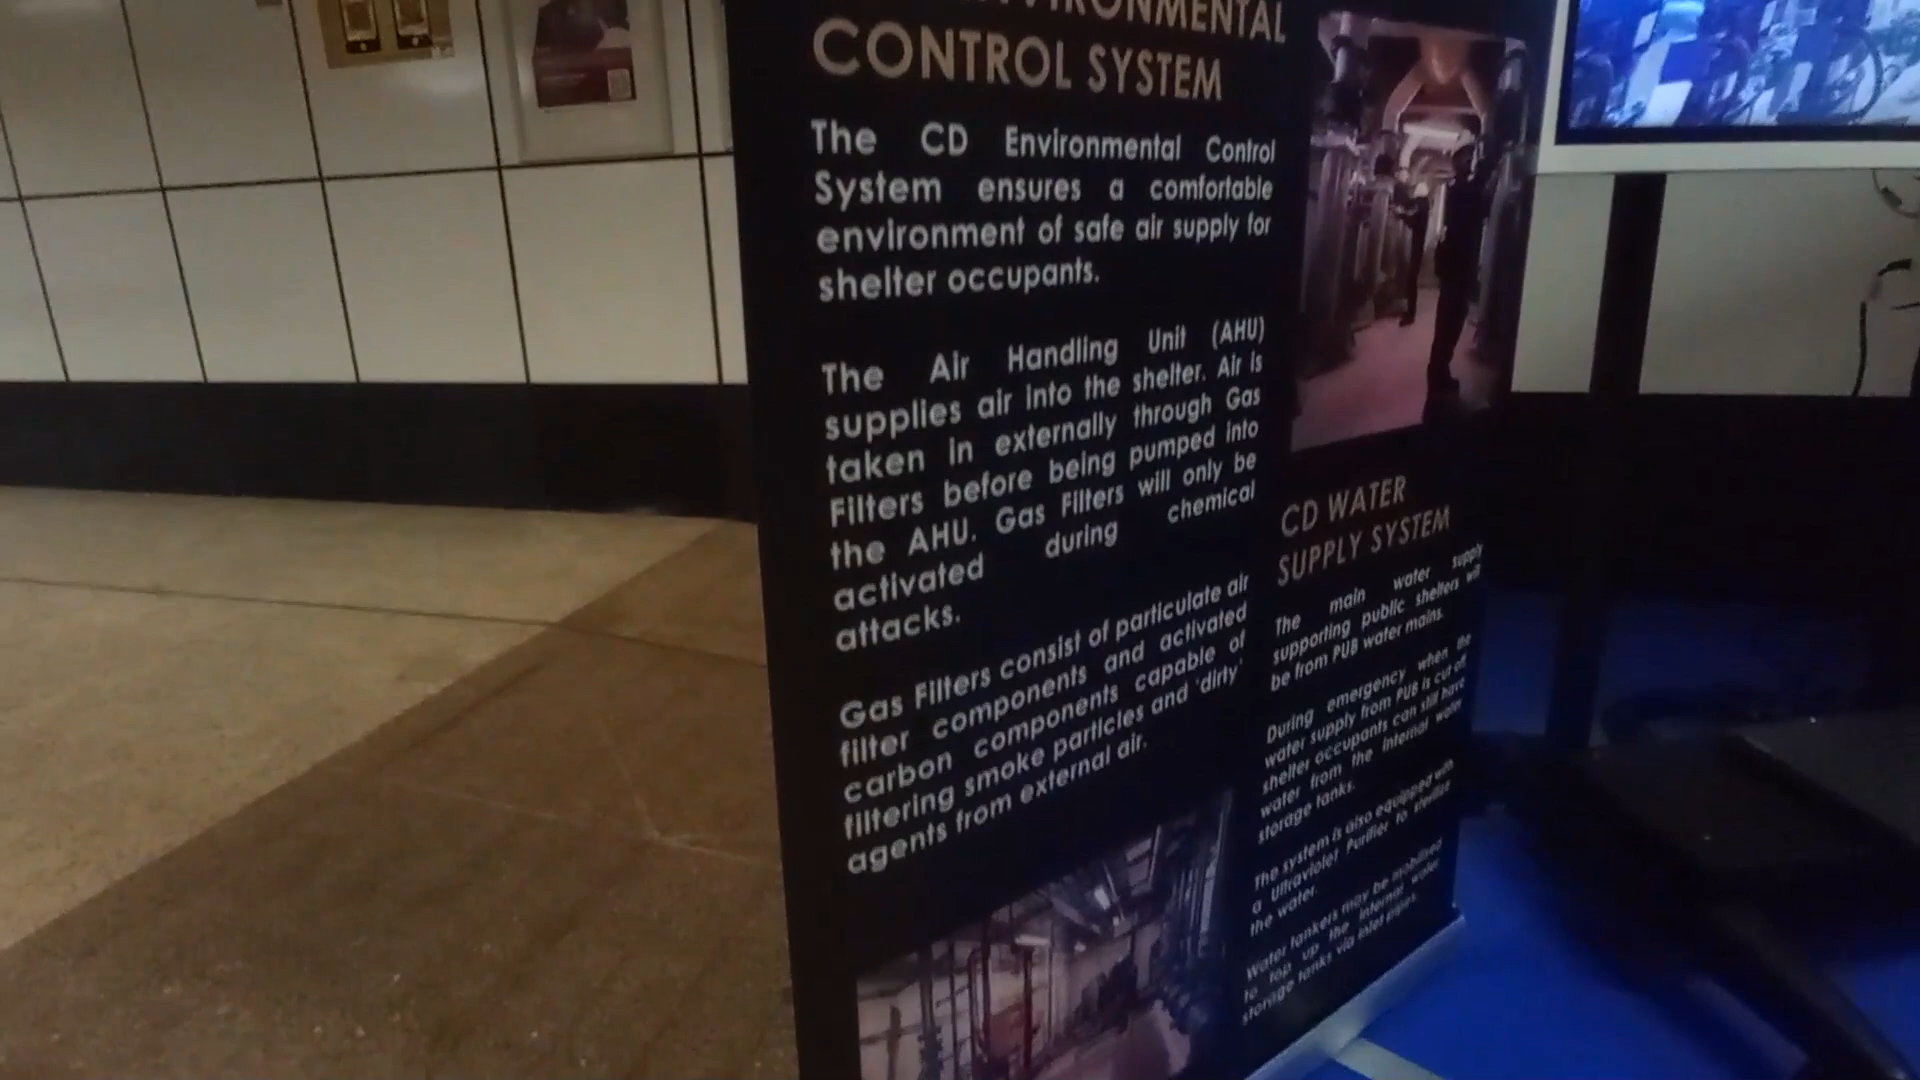 ENVIRONMENTAL
CONTROL SYSTEM
The CD Environmental Control
System ensures a comfortable
environment of safe air supply for
shelter occupants.
The Air Handling Unit (AHU)
supplies air into the shelter. Air is
taken in externally through Gas
Filters before being pumped into
the AHU. Gas Filters will only be
activated during chemical
attacks.
Gas Filters consist of particulate air
filter components and activated
carbon components capable of
filtering smoke particles and 'dirty'
agents from external air.
CD WATER
SUPPLY SYSTEM
The main water supply
supporting public shelters will
be from PUB water mains.
During emergency when the
water supply from PUB is cut off
shelter occupants can still have
water from the internal water
storage tanks.
The system is also equipped with
a Ultraviolet Purifier to sterilize
the water.
Water tankers may be mobilized
to top up the internal water
storage tanks via inlet pipes.